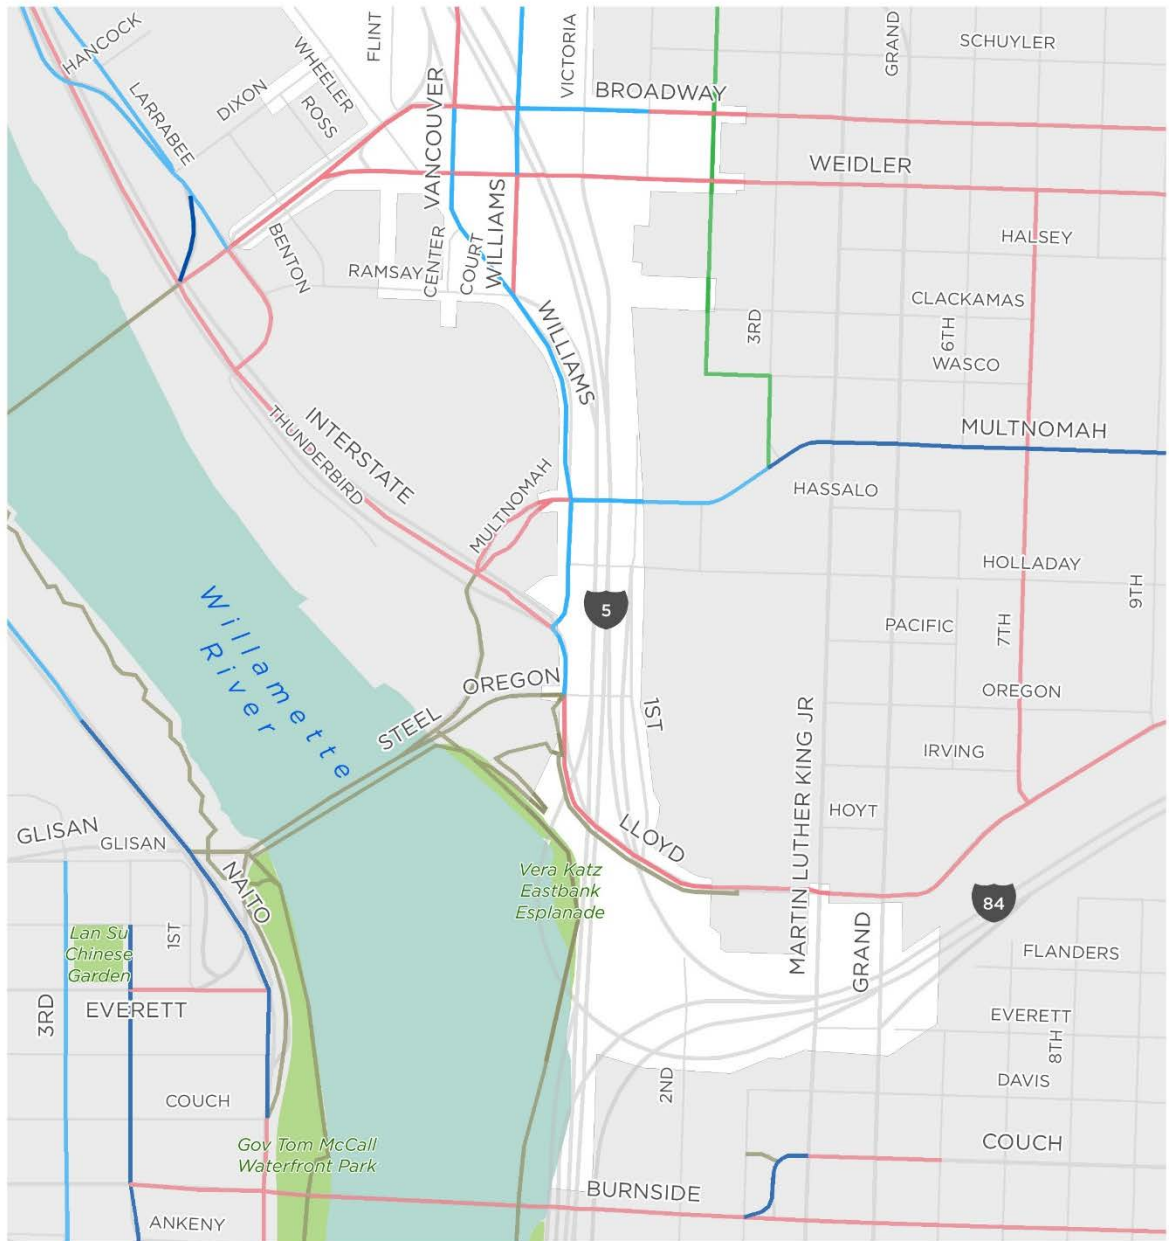 HANCOCK
WHEELER
FLINT
VICTORIA
GRAND
SCHUYLER
LARRABEE
DIXON
ROSS
VANCOUVER
BROADWAY
WEIDLER
BENTON
RAMSAY
CENTER
COURT
WILLIAMS
HALSEY
CLACKAMAS
3RD
6TH
WASCO
WILLIAMS
INTERSTATE
THUNDERBIRD
MULTNOMAH
MULTNOMAH
HASSALO
HOLLADAY
9TH
5
PACIFIC
7TH
Willamette
River
OREGON
OREGON
STEEL
1ST
MARTIN LUTHER KING JR
IRVING
HOYT
LLOYD
GLISAN
GLISAN
NAITO
Vera Katz
Eastbank
Esplanade
84
GRAND
Lan Su
Chinese
Garden
1ST
FLANDERS
3RD
EVERETT
EVERETT
8TH
2ND
DAVIS
COUCH
COUCH
Gov Tom McCall
Waterfront Park
BURNSIDE
ANKENY